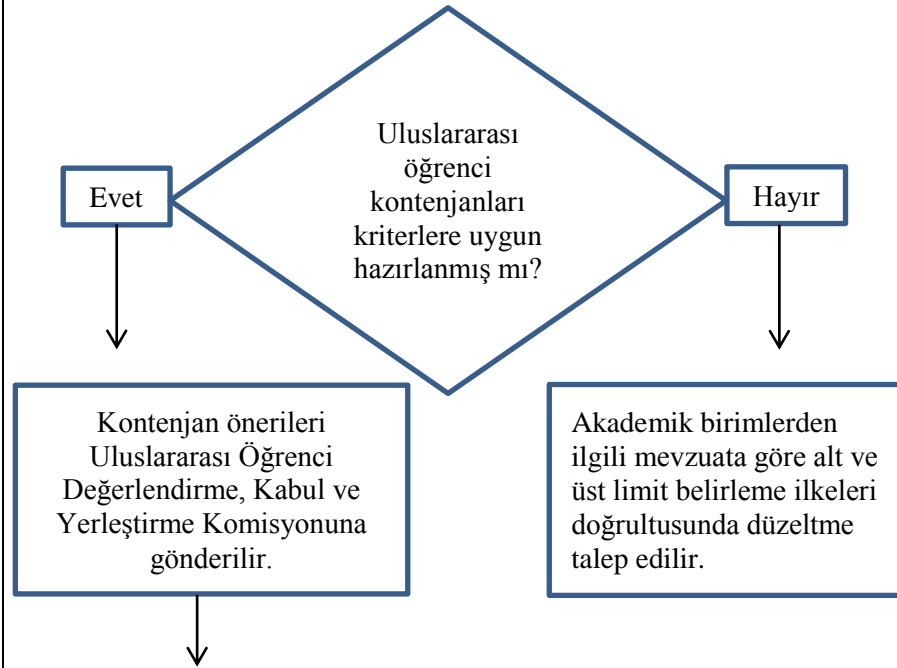 Uluslararası
öğrenci
kontenjanları
kriterlere uygun
hazırlanmış mı?
Evet
Hayır
Kontenjan önerileri
Uluslararası Öğrenci
Değerlendirme, Kabul ve
Yerleştirme Komisyonuna
gönderilir.
Akademik birimlerden
ilgili mevzuata göre alt ve
üst limit belirleme ilkeleri
doğrultusunda düzeltme
talep edilir.